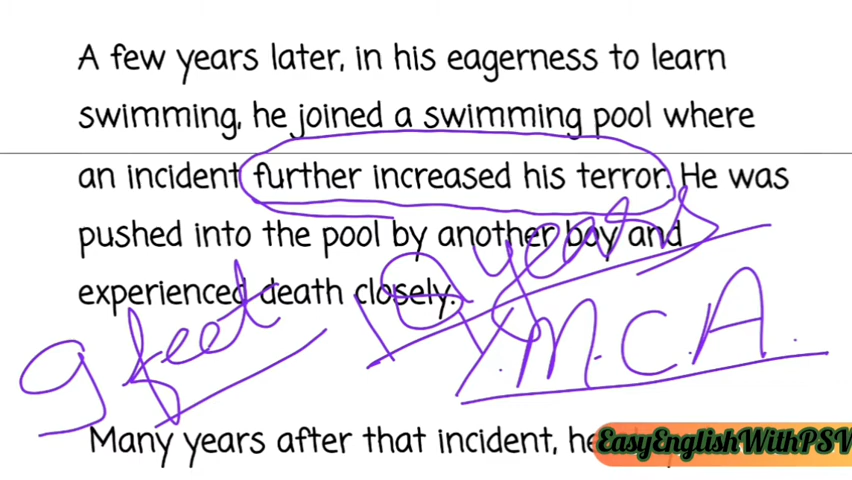 A few years later, in his eagerness to learn
swimming, he joined a swimming pool where
an incident further increased his terror. He was
pushed into the pool by another boy and
experienced death closely.
years
9 feet
Y.M.C.A.
Many years after that incident, he
EasyEnglishWithPSV